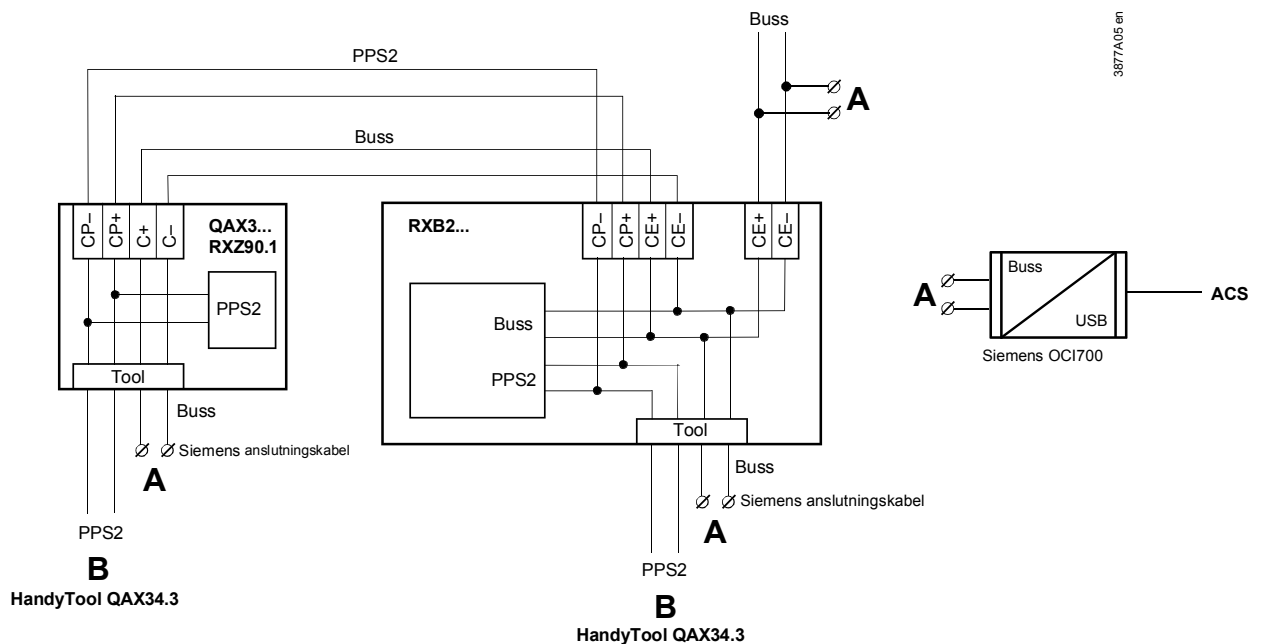 Buss
3877A05 en
PPS2
A
Buss
CP–
CP+
C+
C–
QAX3...
RXZ90.1
PPS2
Tool
Buss
Siemens anslutningskabel
A
PPS2
B
HandyTool QAX34.3
RXB2...
CP–
CP+
CE+
CE–
CE+
CE–
Buss
PPS2
Tool
Buss
Siemens anslutningskabel
A
PPS2
B
HandyTool QAX34.3
A
Buss
USB
ACS
Siemens OCI700